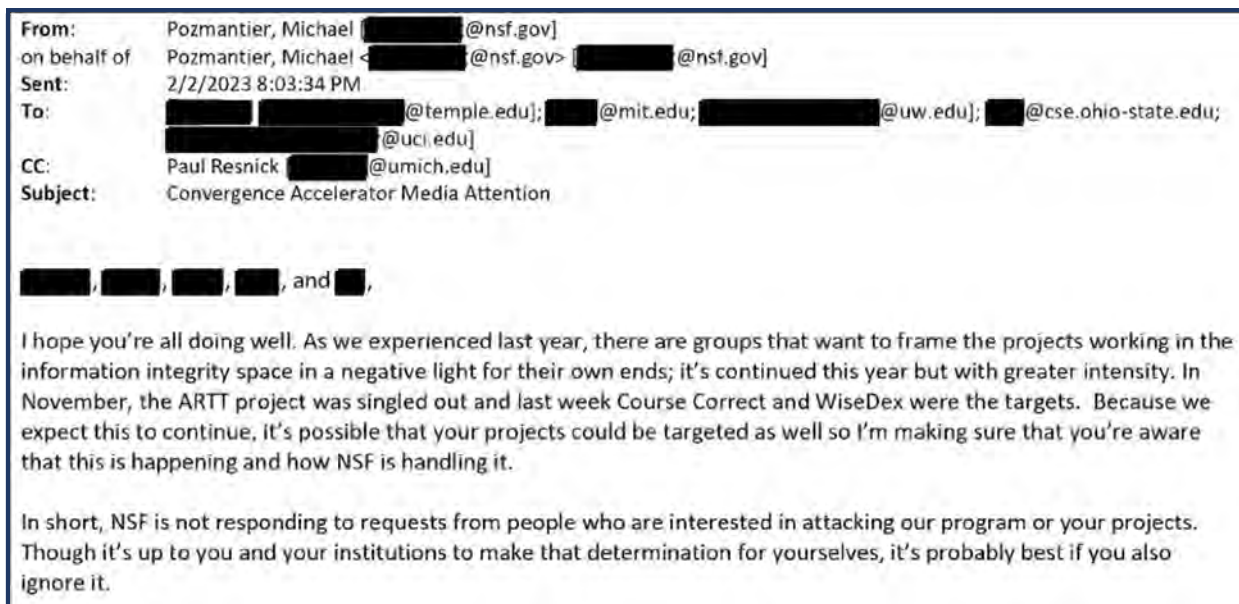 From: Pozmantier, Michael [ @nsf.gov]
on behalf of Pozmantier, Michael < @nsf.gov> [ @nsf.gov]
Sent: 2/2/2023 8:03:34 PM
To: @temple.edu]; @mit.edu; @uw.edu]; @cse.ohio-state.edu;
@uci.edu]
CC: Paul Resnick [ @umich.edu]
Subject: Convergence Accelerator Media Attention
, , , , and ,
I hope you're all doing well. As we experienced last year, there are groups that want to frame the projects working in the
information integrity space in a negative light for their own ends; it's continued this year but with greater intensity. In
November, the ARTT project was singled out and last week Course Correct and WiseDex were the targets. Because we
expect this to continue, it's possible that your projects could be targeted as well so I'm making sure that you're aware
that this is happening and how NSF is handling it.
In short, NSF is not responding to requests from people who are interested in attacking our program or your projects.
Though it's up to you and your institutions to make that determination for yourselves, it's probably best if you also
ignore it.